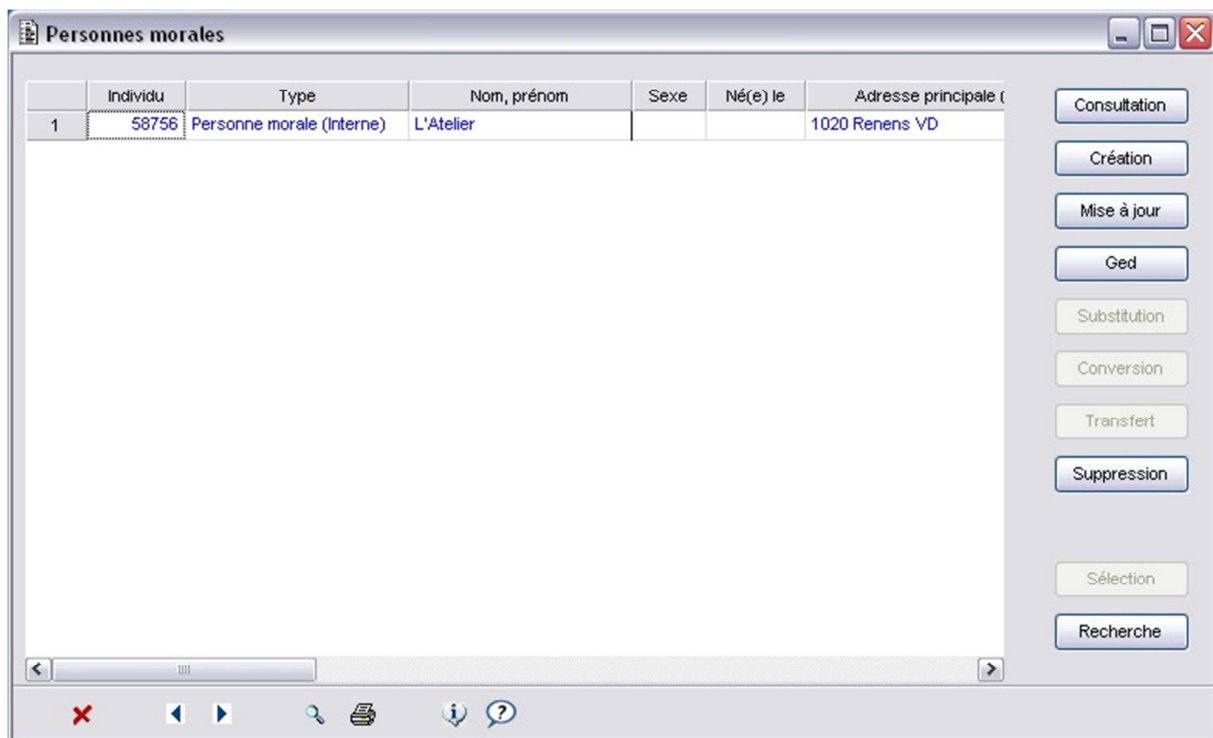 Personnes morales
Individu Type Nom, prénom Sexe Né(e) le Adresse principale (
1 58756 Personne morale (Interne) L'Atelier 1020 Renens VD
Consultation
Création
Mise à jour
Ged
Substitution
Conversion
Transfert
Suppression
Sélection
Recherche